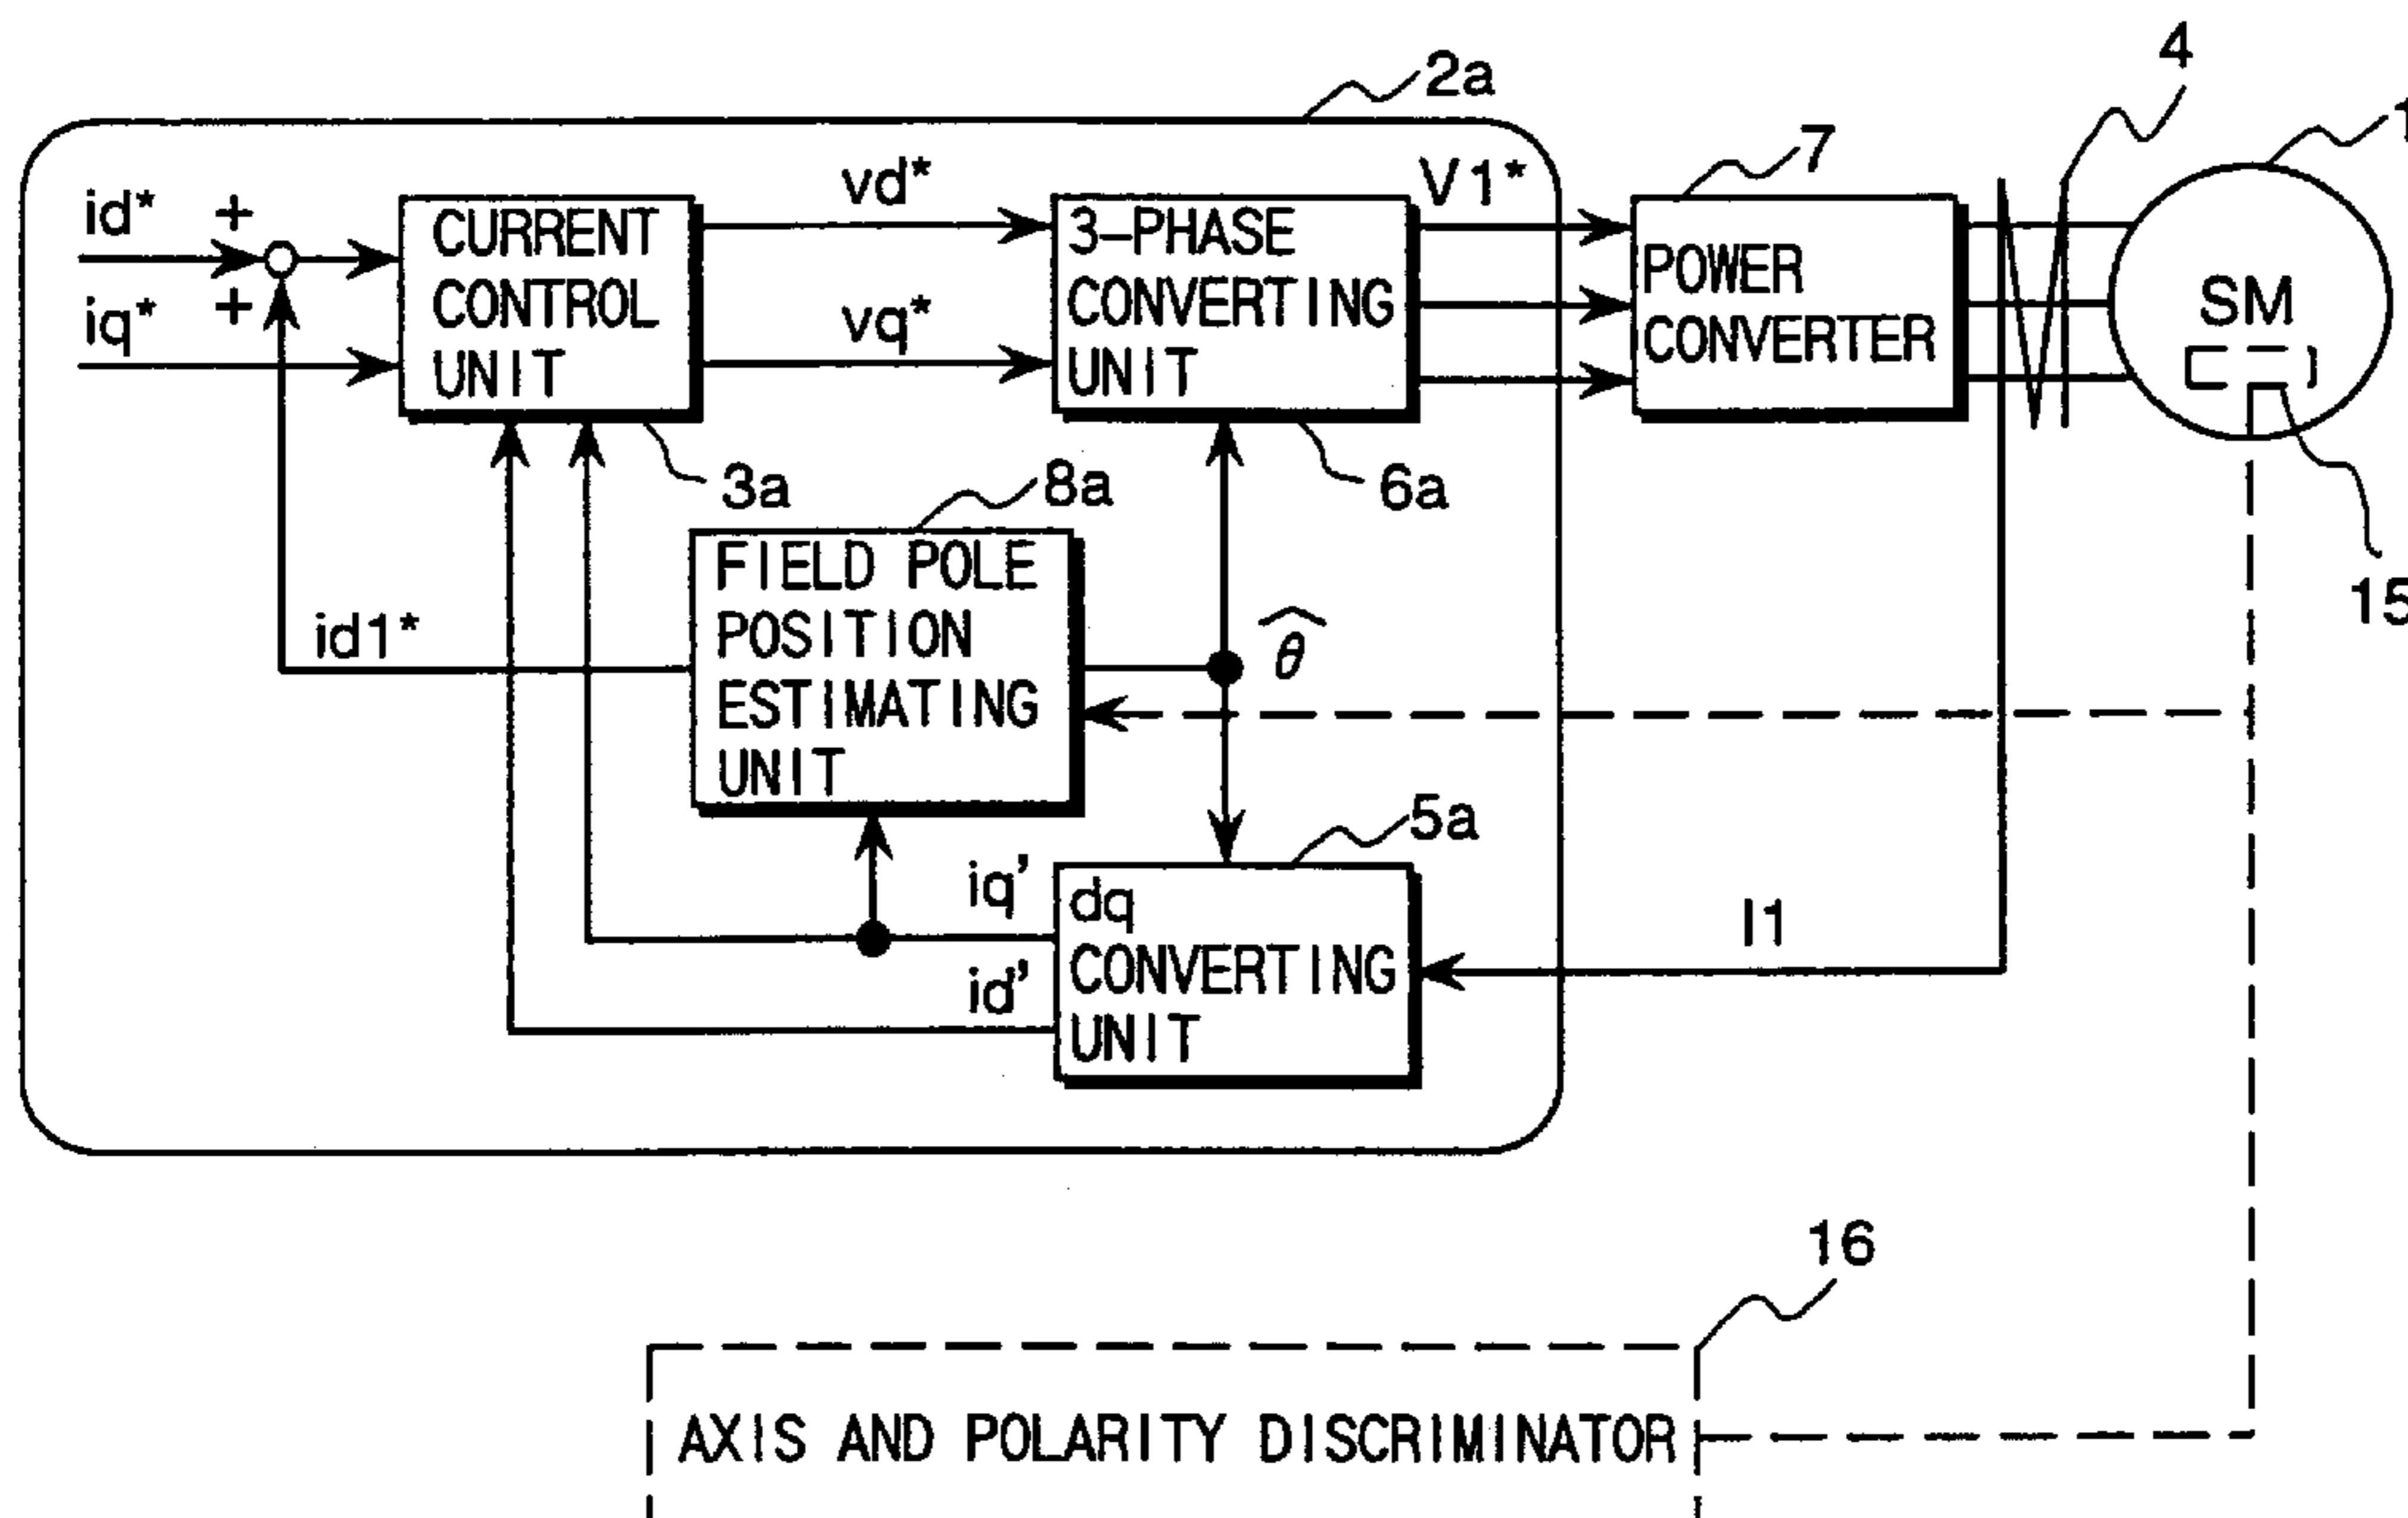 4
2a
1
7
id*
+
vd*
V1*
CURRENT
CONTROL
UNIT
3-PHASE
CONVERTING
UNIT
POWER
CONVERTER
SM
+
iq*
vq*
3a
8a
6a
15
FIELD POLE
POSITION
ESTIMATING
UNIT
id1*
θ̂
5a
iq'
id'
dq
CONVERTING
UNIT
I1
16
AXIS AND POLARITY DISCRIMINATOR